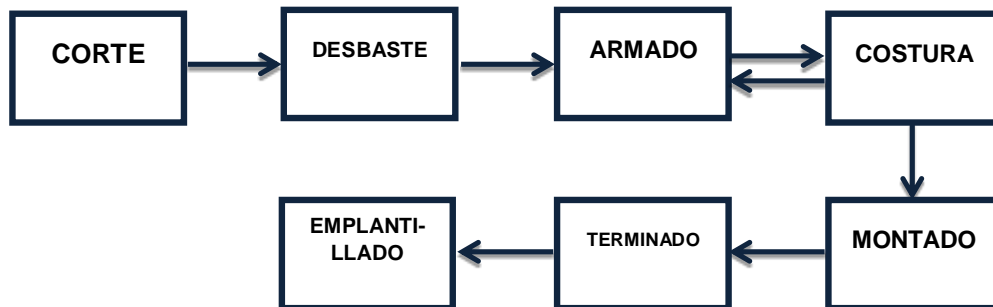 CORTE
DESBASTE
ARMADO
COSTURA
EMPLANTI-
LLADO
TERMINADO
MONTADO